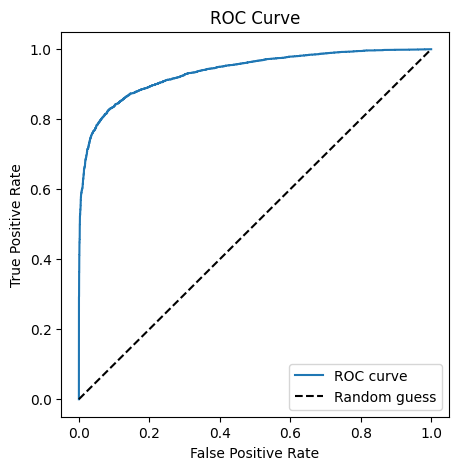 ROC Curve
1.0
0.8
0.6
0.4
0.2
0.0
True Positive Rate
ROC curve
Random guess
0.0 0.2 0.4 0.6 0.8 1.0
False Positive Rate